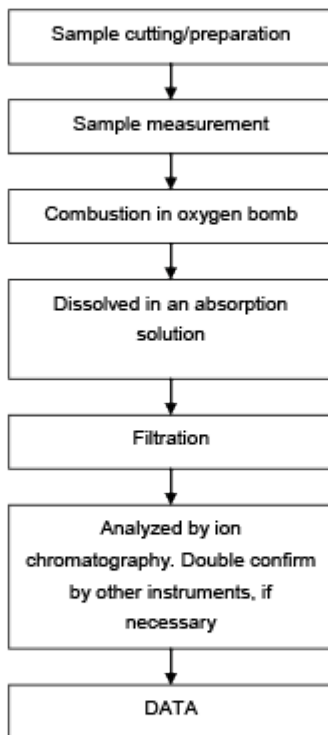 Sample cutting/preparation
Sample measurement
Combustion in oxygen bomb
Dissolved in an absorption
solution
Filtration
Analyzed by ion
chromatography. Double confirm
by other instruments, if
necessary
DATA